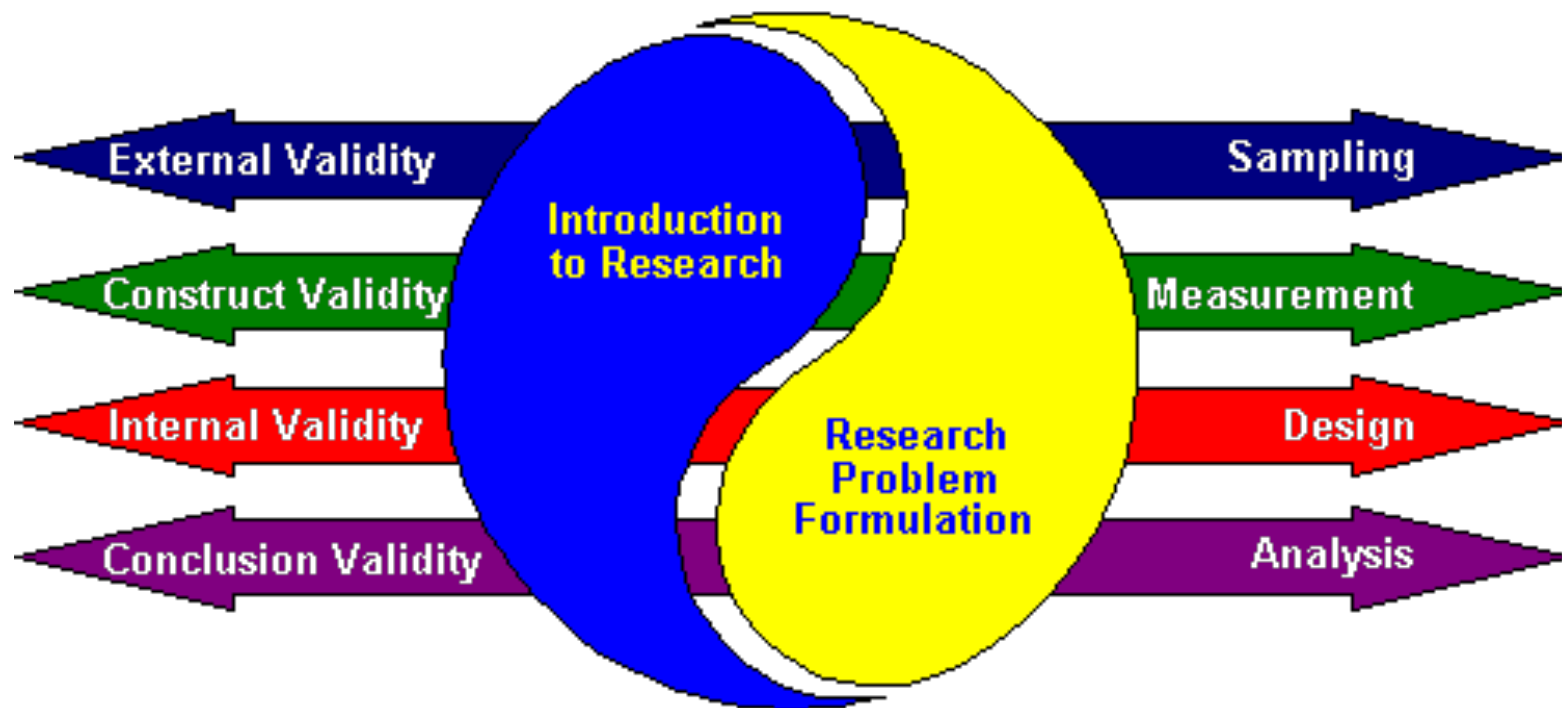 External Validity
Sampling
Introduction
to Research
Construct Validity
Measurement
Internal Validity
Design
Research
Problem
Formulation
Conclusion Validity
Analysis